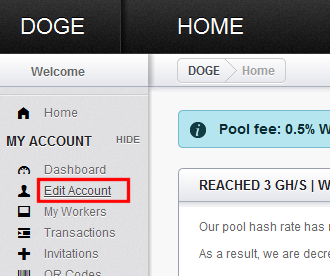 DOGE HOME
Welcome DOGE Home
Home
MY ACCOUNT HIDE
Pool fee: 0.5% W
Dashboard
Edit Account
REACHED 3 GH/S | W
My Workers
Transactions
Our pool hash rate has r
Invitations
As a result, we are decr
QR Codes